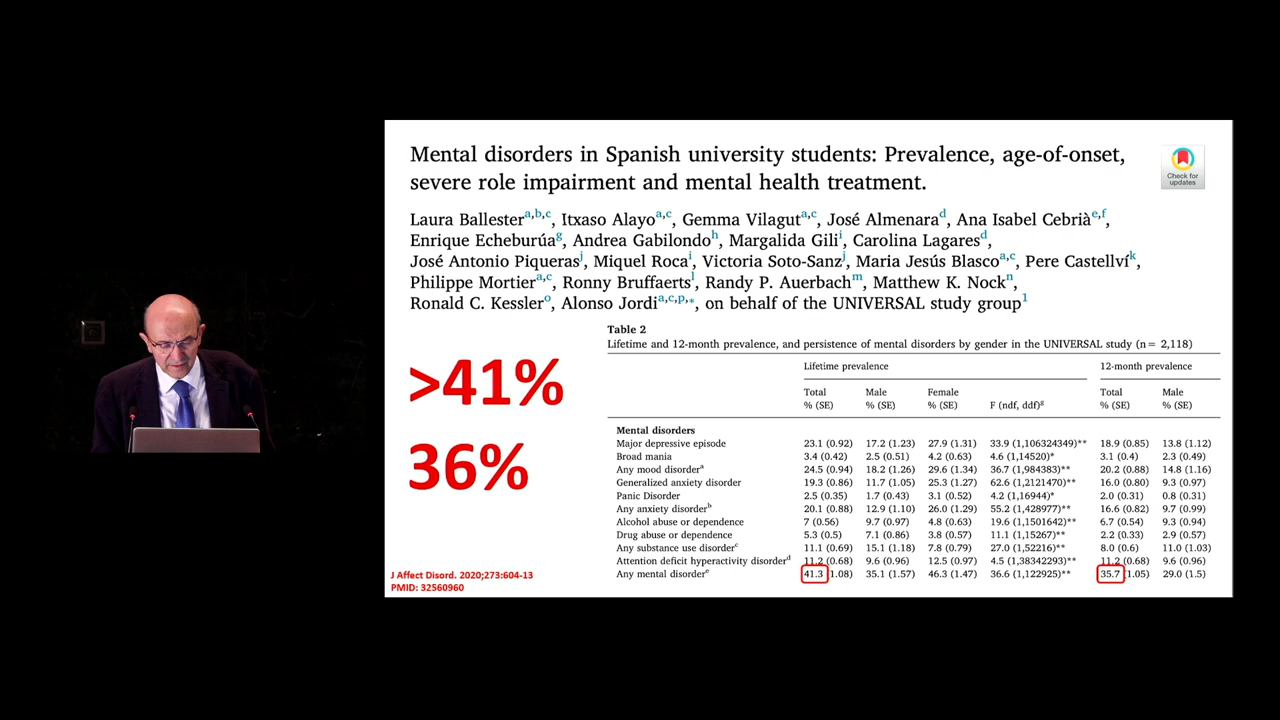 Mental disorders in Spanish university students: Prevalence, age-of-onset,
severe role impairment and mental health treatment.
Check for
updates
Laura Ballester^a,b,c, Itxaso Alayo^a,c, Gemma Vilagut^a,c, José Almenara^d, Ana Isabel Cebrià^e,f,
Enrique Echeburúa^g, Andrea Gabilondo^h, Margalida Gili^i, Carolina Lagares^d,
José Antonio Piqueras^j, Miquel Roca^i, Victoria Soto-Sanz^j, Maria Jesús Blasco^a,c, Pere Castellví^k,
Philippe Mortier^a,c, Ronny Bruffaerts^l, Randy P. Auerbach^m, Matthew K. Nock^n,
Ronald C. Kessler^o, Alonso Jordi^a,c,p,*, on behalf of the UNIVERSAL study group^1
>41%
36%
J Affect Disord. 2020;273:604-13
PMID: 32560960
Table 2
Lifetime and 12-month prevalence, and persistence of mental disorders by gender in the UNIVERSAL study (n = 2,118)
Lifetime prevalence 12-month prevalence
Total Male Female F (ndf, ddf)^g Total Male
% (SE) % (SE) % (SE) % (SE) % (SE)
Mental disorders
Major depressive episode 23.1 (0.92) 17.2 (1.23) 27.9 (1.31) 33.9 (1,106324349)** 18.9 (0.85) 13.8 (1.12)
Broad mania 3.4 (0.42) 2.5 (0.51) 4.2 (0.63) 4.6 (1,14520)* 3.1 (0.4) 2.3 (0.49)
Any mood disorder^a 24.5 (0.94) 18.2 (1.26) 29.6 (1.34) 36.7 (1,984383)** 20.2 (0.88) 14.8 (1.16)
Generalized anxiety disorder 19.3 (0.86) 11.7 (1.05) 25.3 (1.27) 62.6 (1,2121470)** 16.0 (0.80) 9.3 (0.97)
Panic Disorder 2.5 (0.35) 1.7 (0.43) 3.1 (0.52) 4.2 (1,16944)* 2.0 (0.31) 0.8 (0.31)
Any anxiety disorder^b 20.1 (0.88) 12.9 (1.10) 26.0 (1.29) 55.2 (1,428977)** 16.6 (0.82) 9.7 (0.99)
Alcohol abuse or dependence 7 (0.56) 9.7 (0.97) 4.8 (0.63) 19.6 (1,1501642)** 6.7 (0.54) 9.3 (0.94)
Drug abuse or dependence 5.3 (0.5) 7.1 (0.86) 3.8 (0.57) 11.1 (1,15267)** 2.2 (0.33) 2.9 (0.57)
Any substance use disorder^c 11.1 (0.69) 15.1 (1.18) 7.8 (0.79) 27.0 (1,52216)** 8.0 (0.6) 11.0 (1.03)
Attention deficit hyperactivity disorder^d 11.2 (0.68) 9.6 (0.96) 12.5 (0.97) 4.5 (1,38342293)** 11.2 (0.68) 9.6 (0.96)
Any mental disorder^e 41.3 (1.08) 35.1 (1.57) 46.3 (1.47) 36.6 (1,122925)** 35.7 (1.05) 29.0 (1.5)